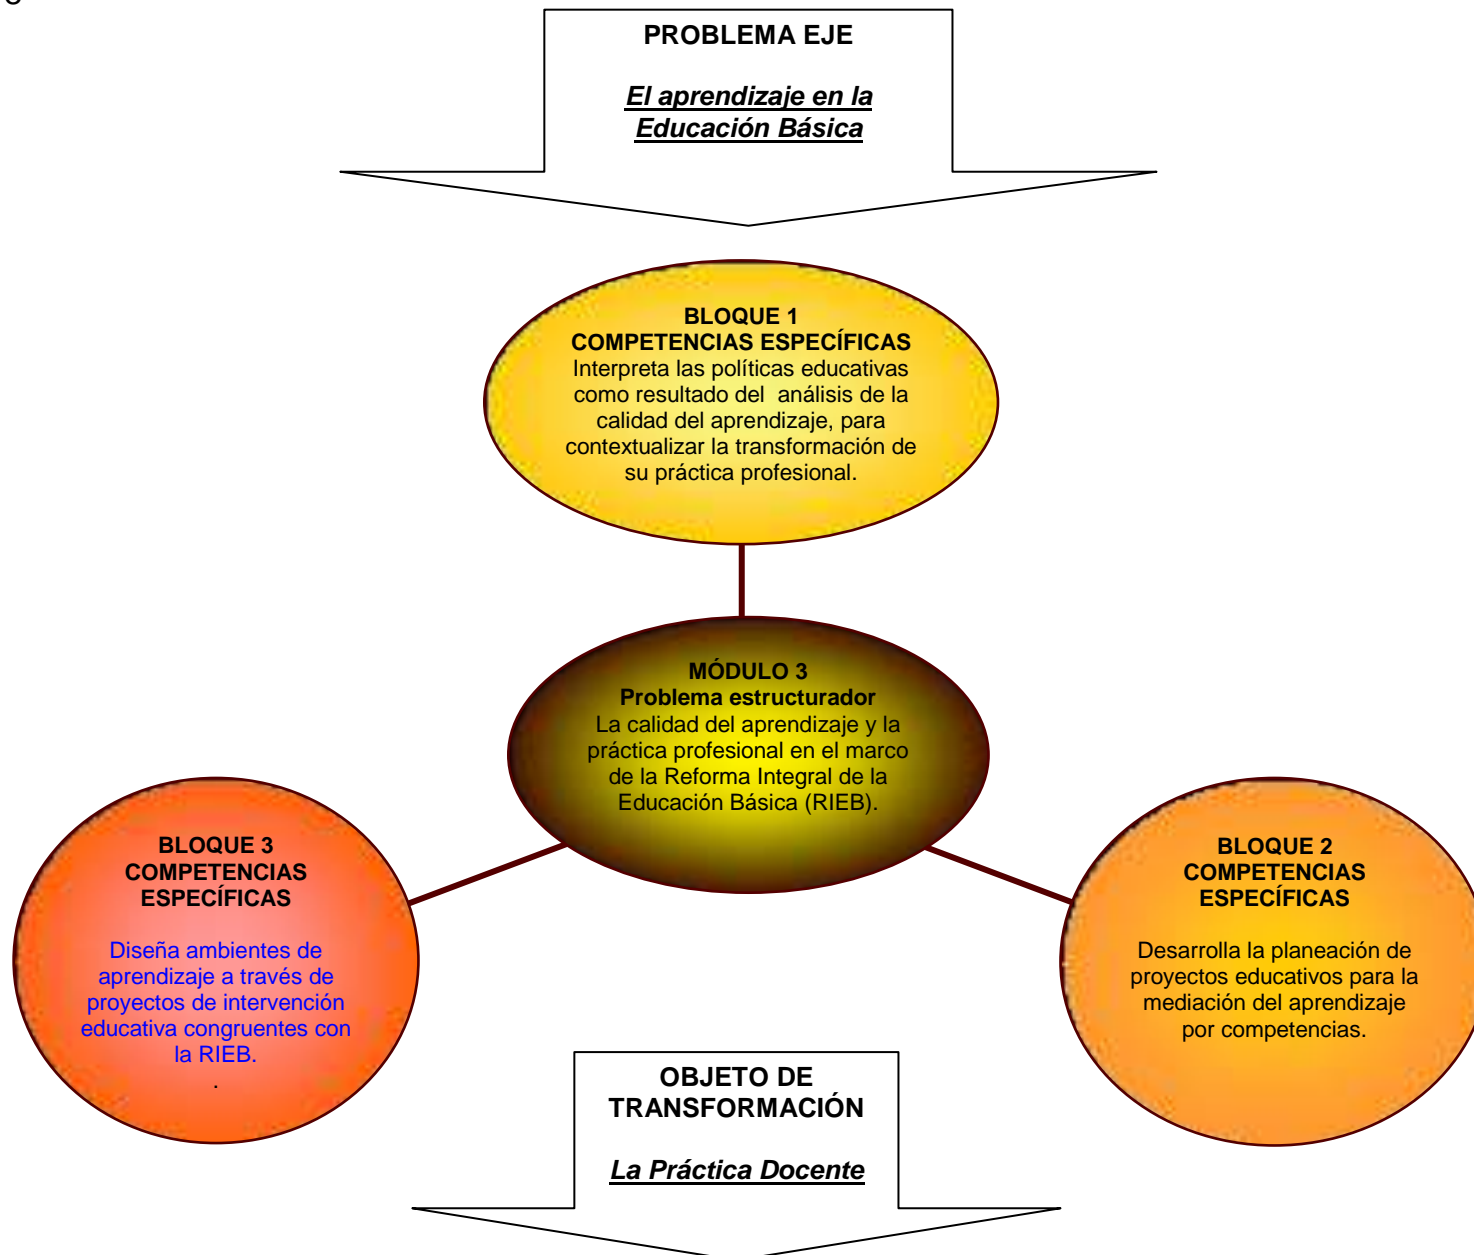 PROBLEMA EJE
El aprendizaje en la
Educación Básica
BLOQUE 1
COMPETENCIAS ESPECÍFICAS
Interpreta las políticas educativas
como resultado del análisis de la
calidad del aprendizaje, para
contextualizar la transformación de
su práctica profesional.
MÓDULO 3
Problema estructurador
La calidad del aprendizaje y la
práctica profesional en el marco
de la Reforma Integral de la
Educación Básica (RIEB).
BLOQUE 3
COMPETENCIAS
ESPECÍFICAS
Diseña ambientes de
aprendizaje a través de
proyectos de intervención
educativa congruentes con
la RIEB.
.
BLOQUE 2
COMPETENCIAS
ESPECÍFICAS
Desarrolla la planeación de
proyectos educativos para la
mediación del aprendizaje
por competencias.
OBJETO DE
TRANSFORMACIÓN
La Práctica Docente